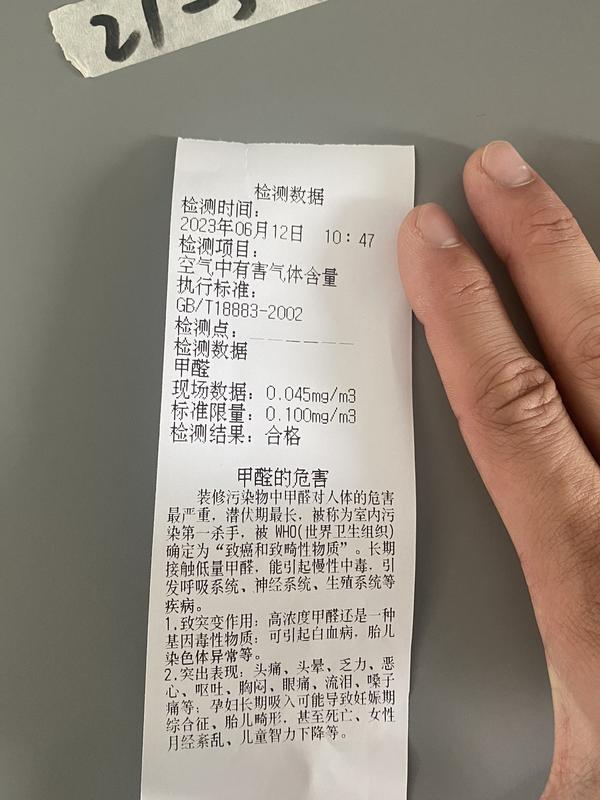 检测数据
检测时间：
2023年06月12日 10：47
检测项目：
空气中有害气体含量
执行标准：
GB/T18883-2002
检测点：
检测数据
甲醛
现场数据：0.045mg/m3
标准限量：0.100mg/m3
检测结果：合格
甲醛的危害
装修污染物中甲醛对人体的危害
最严重，潜伏期最长，被称为室内污
染第一杀手，被 WHO(世界卫生组织)
确定为“致癌和致畸性物质”。长期
接触低量甲醛，能引起慢性中毒，引
发呼吸系统、神经系统、生殖系统等
疾病。
1.致突变作用：高浓度甲醛还是一种
基因毒性物质；可引起白血病，胎儿
染色体异常等。
2.突出表现：头痛、头晕、乏力、恶
心、呕吐、胸闷、眼痛、流泪、嗓子
痛等；孕妇长期吸入可能导致妊娠期
综合征、胎儿畸形，甚至死亡、女性
月经紊乱、儿童智力下降等。